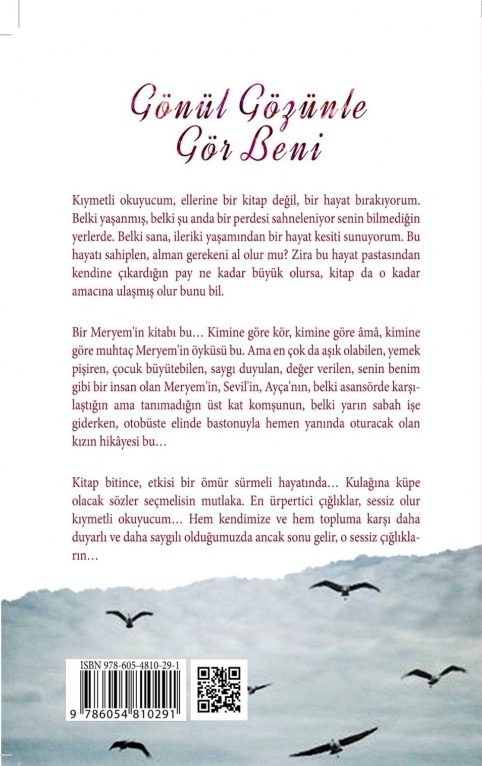 Gönül Gözünle
Gör Beni
Kıymetli okuyucum, ellerine bir kitap değil, bir hayat bırakıyorum.
Belki yaşanmış, belki şu anda bir perdesi sahneleniyor senin bilmediğin
yerlerde. Belki sana, ileriki yaşamından bir hayat kesiti sunuyorum. Bu
hayatı sahiplen, alman gerekeni al olur mu? Zira bu hayat pastasından
kendine çıkardığın pay ne kadar büyük olursa, kitap da o kadar
amacına ulaşmış olur bunu bil.
Bir Meryem'in kitabı bu… Kimine göre kör, kimine göre âmâ, kimine
göre muhtaç Meryem'in öyküsü bu. Ama en çok da aşık olabilen, yemek
pişiren, çocuk büyütebilen, saygı duyulan, değer verilen, senin benim
gibi bir insan olan Meryem'in, Sevil'in, Ayça'nın, belki asansörde karşı-
laştığın ama tanımadığın üst kat komşunun, belki yarın sabah işe
giderken, otobüste elinde bastonuyla hemen yanında oturacak olan
kızın hikâyesi bu…
Kitap bitince, etkisi bir ömür sürmeli hayatında… Kulağına küpe
olacak sözler seçmelisin mutlaka. En ürpertici çığlıklar, sessiz olur
kıymetli okuyucum… Hem kendimize ve hem topluma karşı daha
duyarlı ve daha saygılı olduğumuzda ancak sonu gelir, o sessiz çığlıkla-
rın…
ISBN 978-605-4810-29-1
9 786054 810291